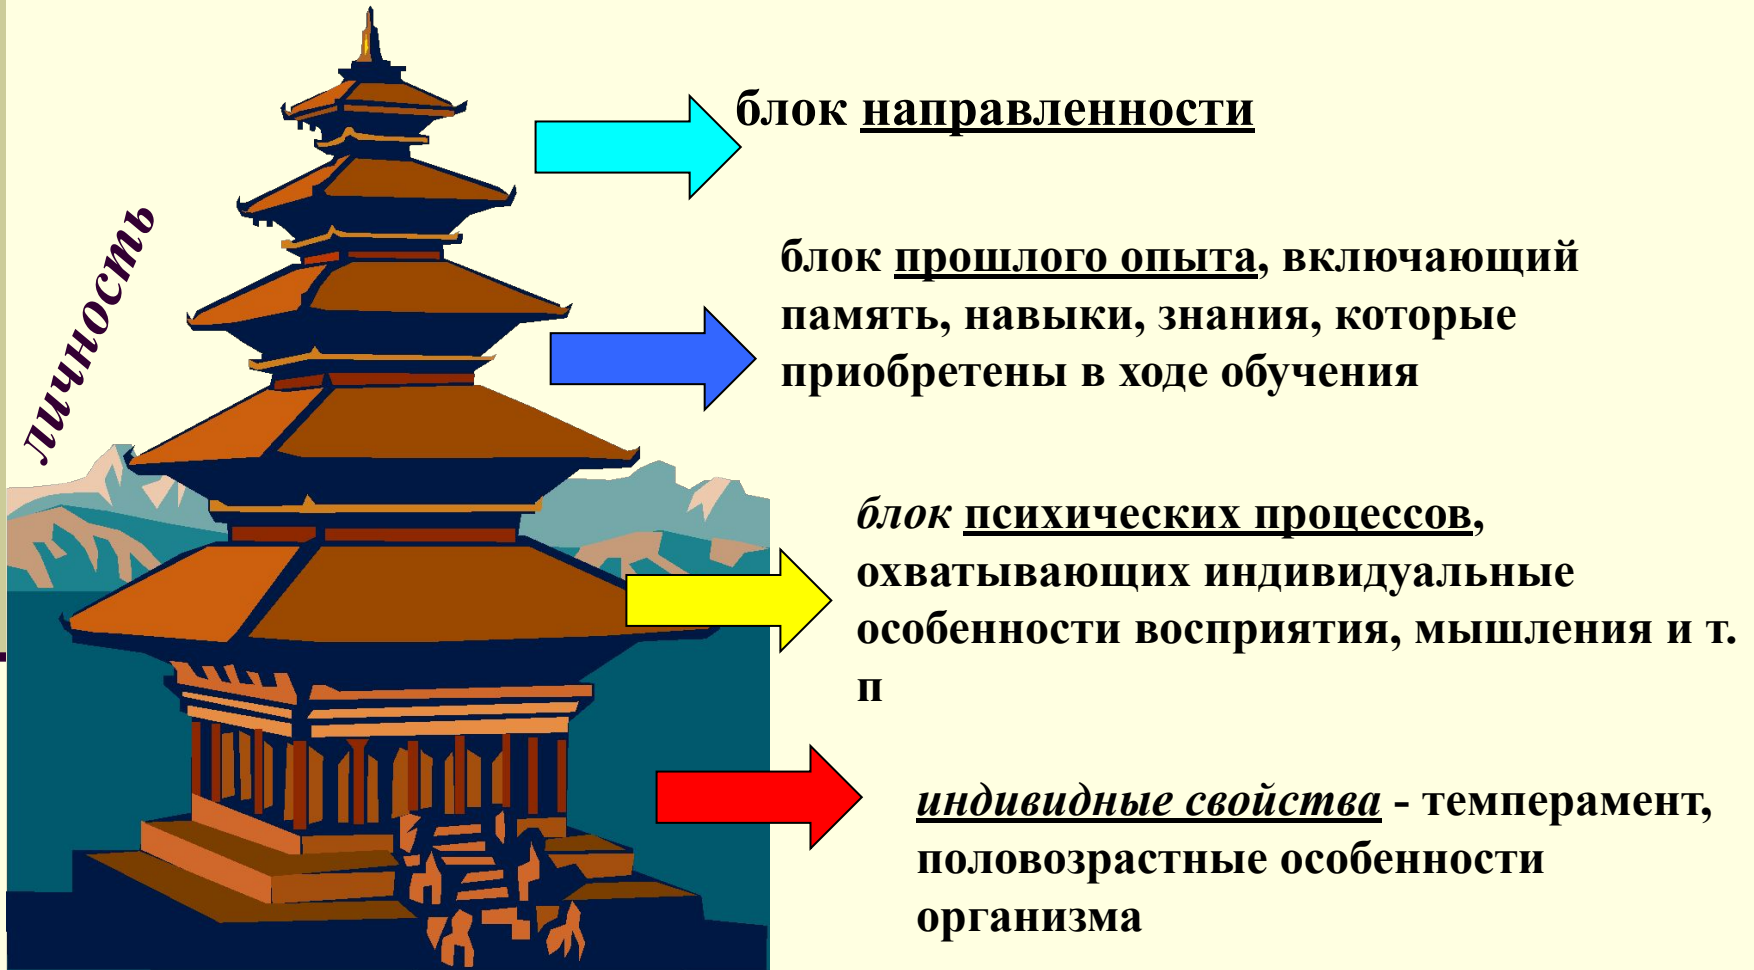 личность
блок направленности
блок прошлого опыта, включающий
память, навыки, знания, которые
приобретены в ходе обучения
блок психических процессов,
охватывающих индивидуальные
особенности восприятия, мышления и т.
п
индивидные свойства - темперамент,
половозрастные особенности
организма